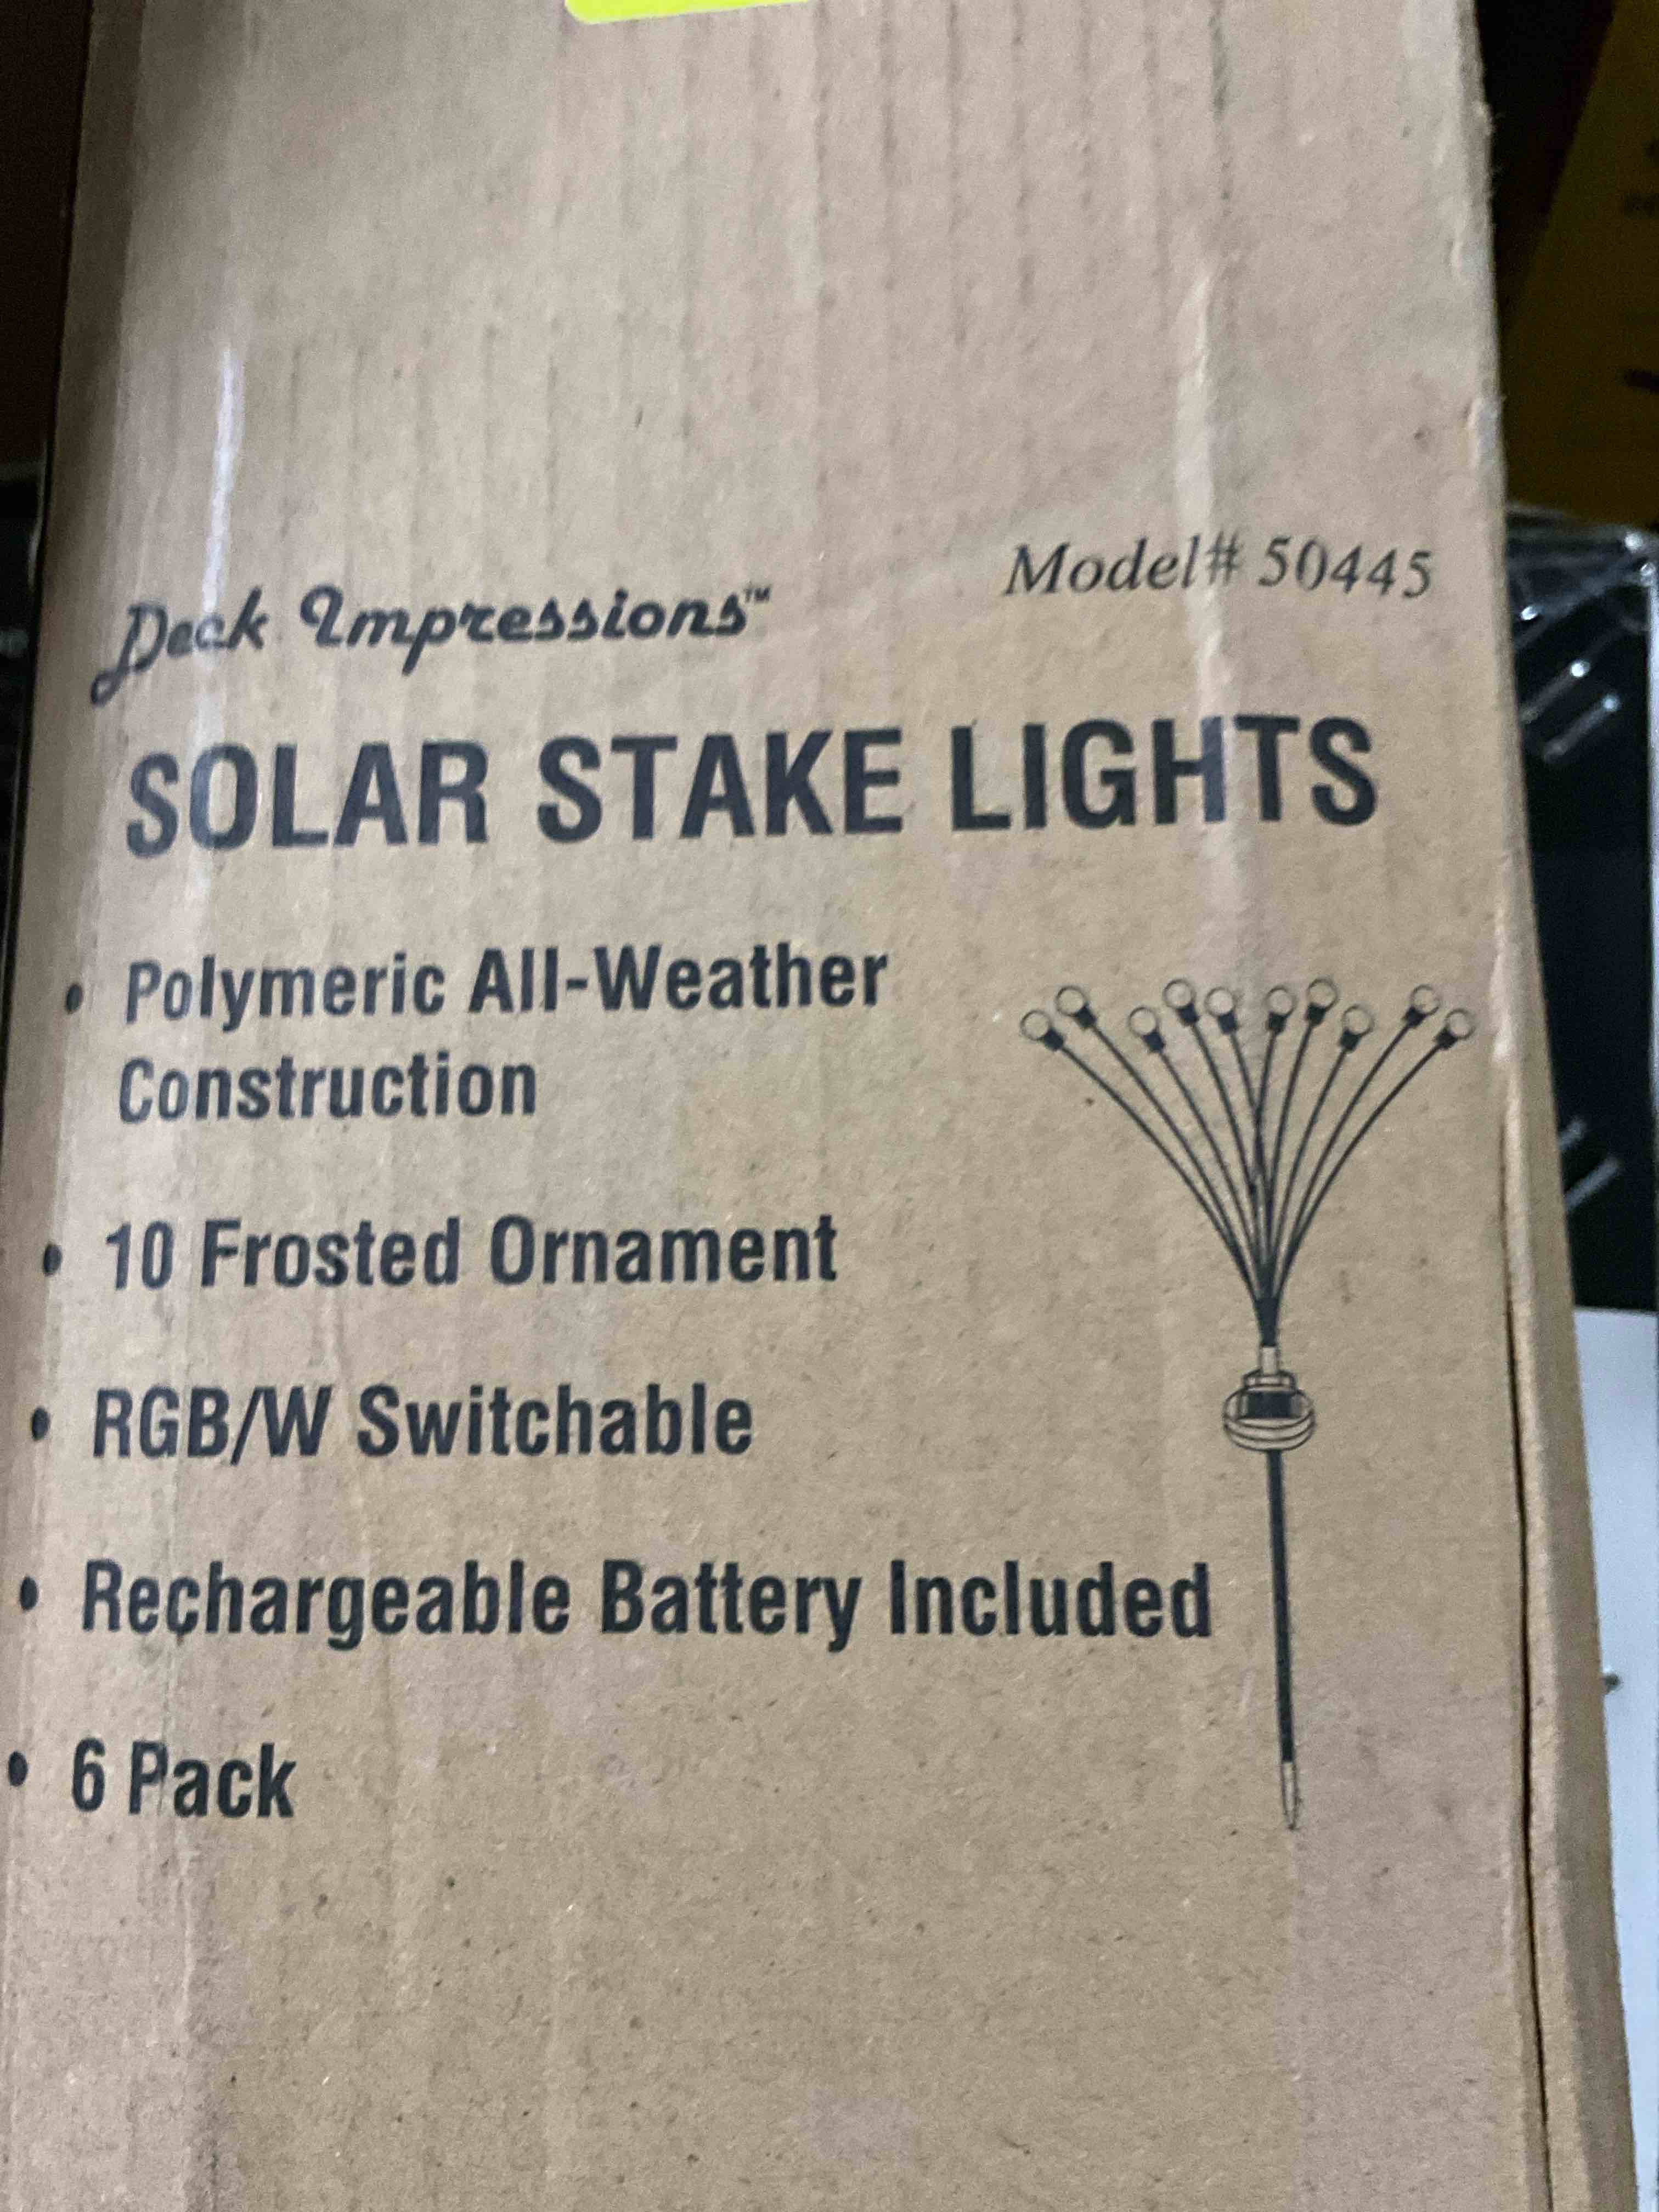 Deck Impressions™
Model# 50445
SOLAR STAKE LIGHTS
• Polymeric All-Weather
Construction
• 10 Frosted Ornament
• RGB/W Switchable
• Rechargeable Battery Included
• 6 Pack